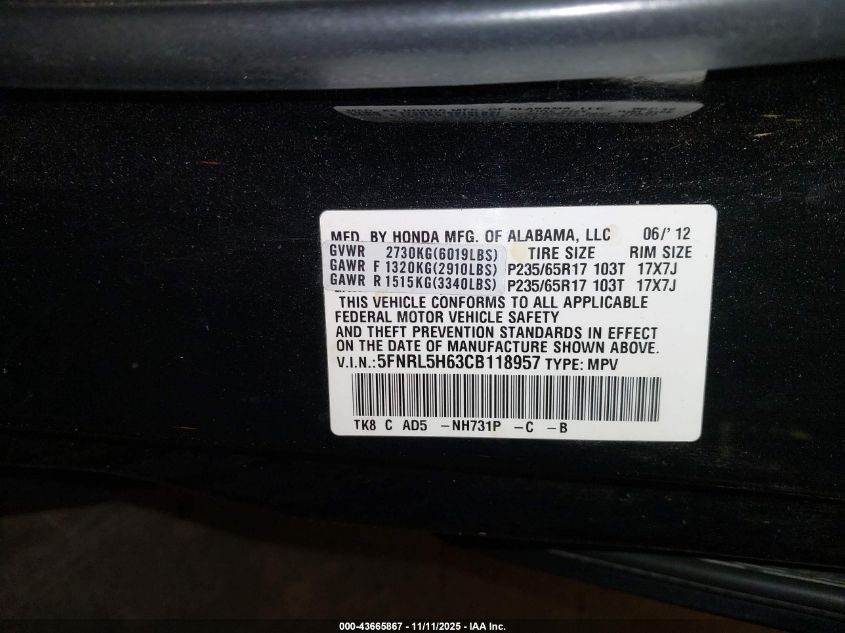 MFD. BY HONDA MFG. OF ALABAMA, LLC 06/'12
GVWR 2730KG(6019LBS) TIRE SIZE RIM SIZE
GAWR F 1320KG(2910LBS) P235/65R17 103T 17X7J
GAWR R 1515KG(3340LBS) P235/65R17 103T 17X7J
THIS VEHICLE CONFORMS TO ALL APPLICABLE
FEDERAL MOTOR VEHICLE SAFETY
AND THEFT PREVENTION STANDARDS IN EFFECT
ON THE DATE OF MANUFACTURE SHOWN ABOVE.
V.I.N.: 5FNRL5H63CB118957 TYPE: MPV
TK8 C AD5 -NH731P -C -B
000-43665867 - 11/11/2025 - IAA Inc.